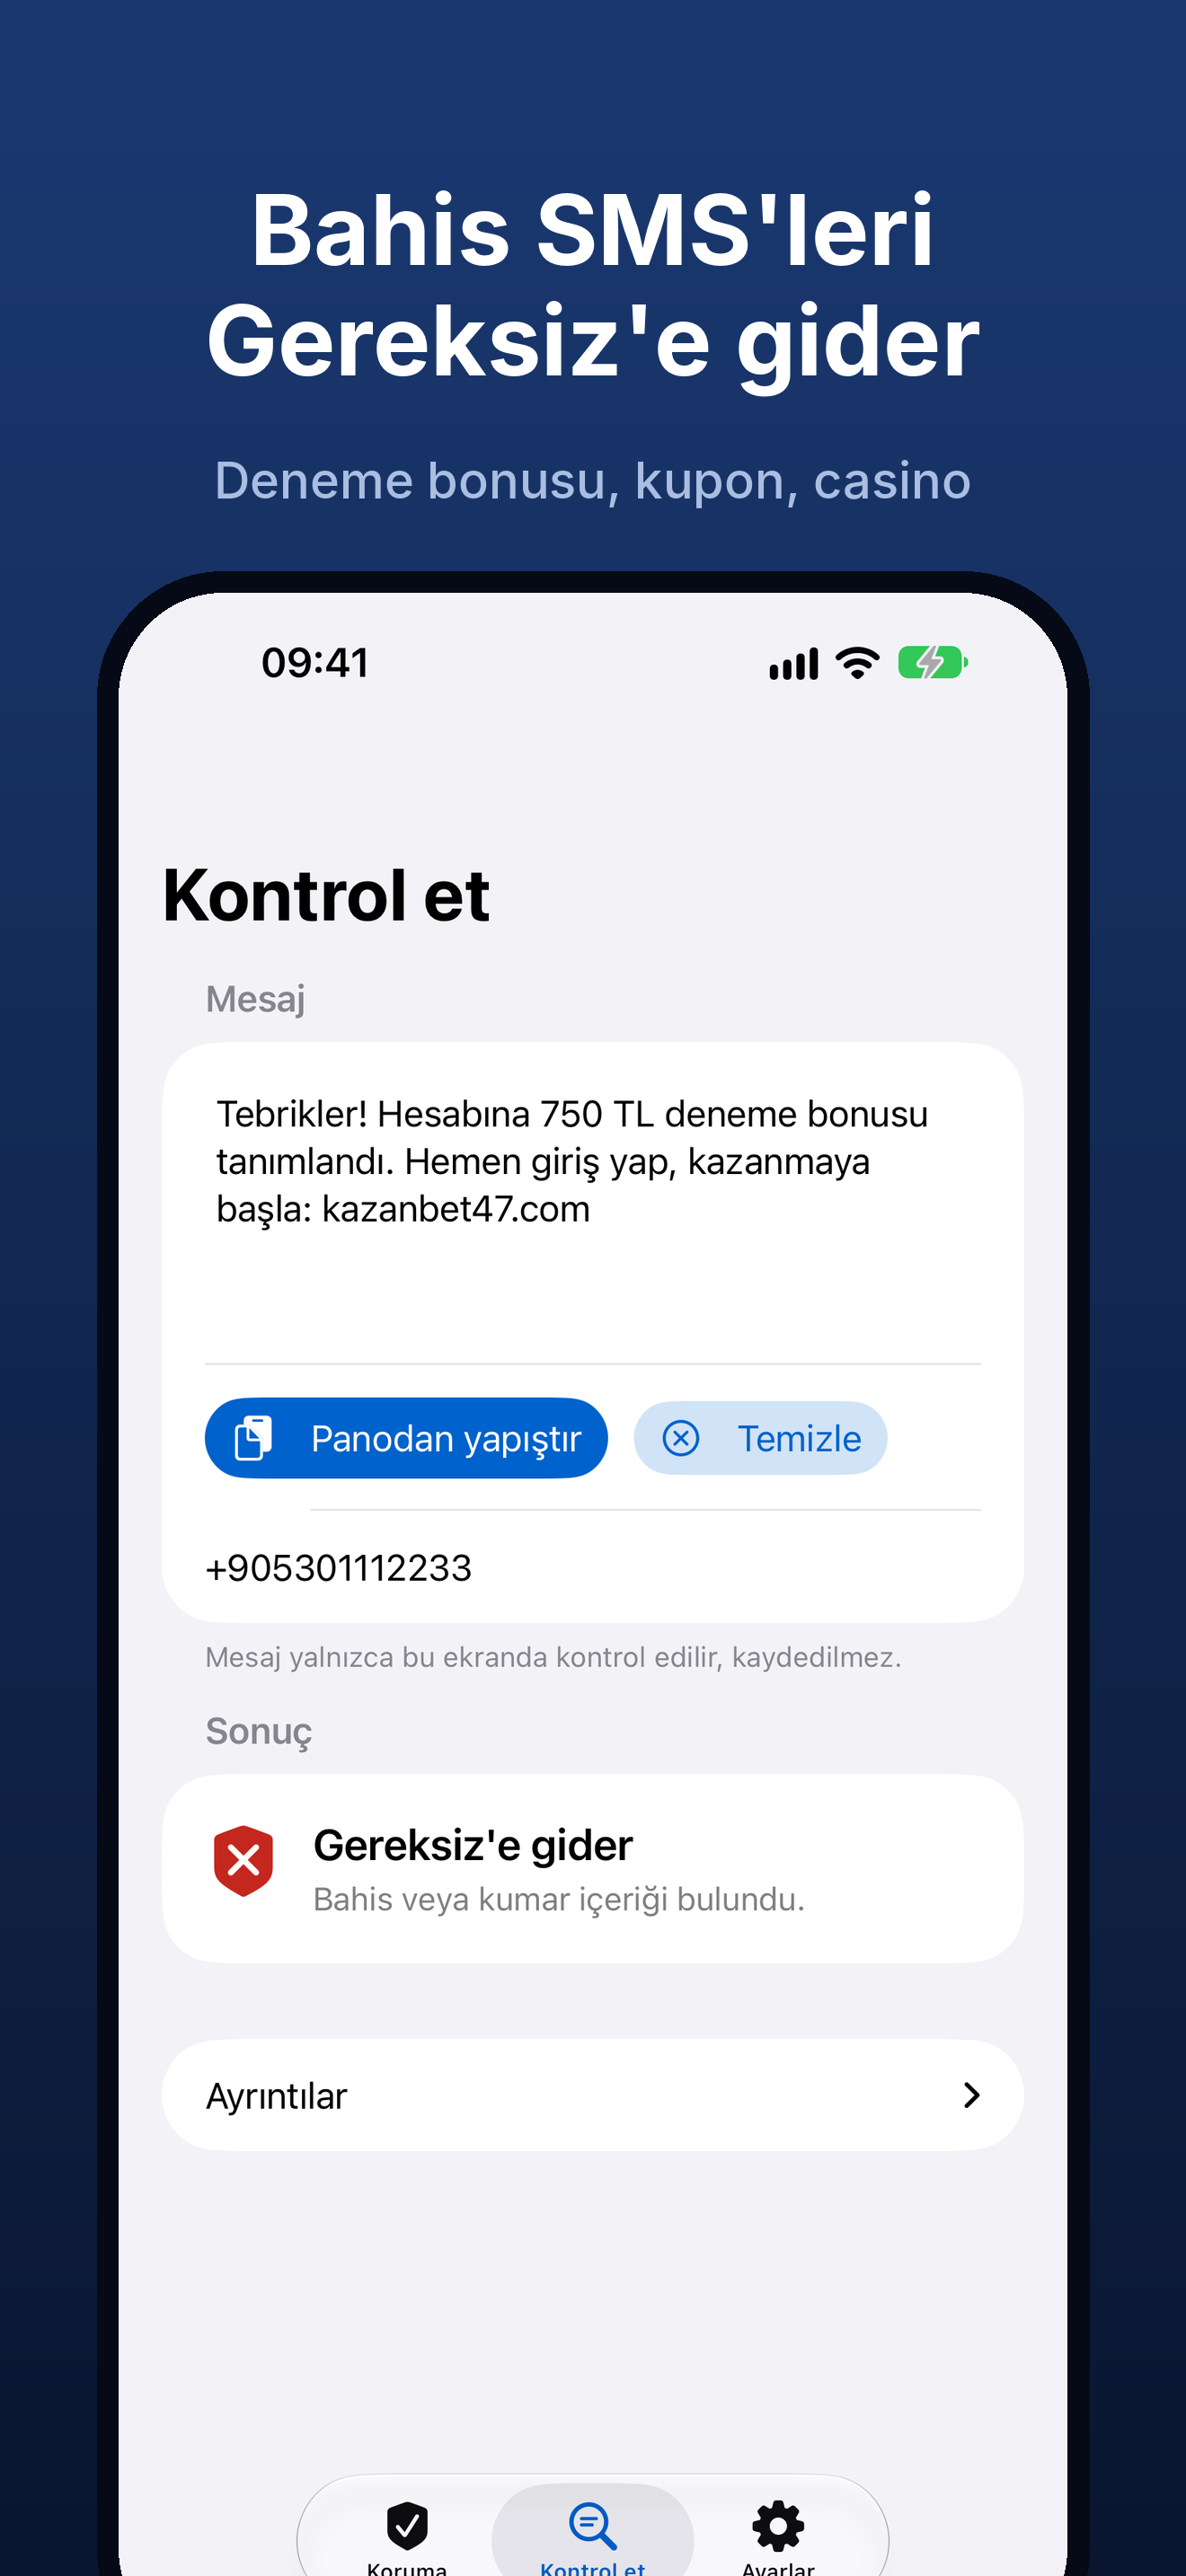 Bahis SMS'leri
Gereksiz'e gider
Deneme bonusu, kupon, casino
09:41
Kontrol et
Mesaj
Tebrikler! Hesabına 750 TL deneme bonusu
tanımlandı. Hemen giriş yap, kazanmaya
başla: kazanbet47.com
Panodan yapıştır
Temizle
+905301112233
Mesaj yalnızca bu ekranda kontrol edilir, kaydedilmez.
Sonuç
Gereksiz'e gider
Bahis veya kumar içeriği bulundu.
Ayrıntılar
Koruma
Kontrol et
Ayarlar